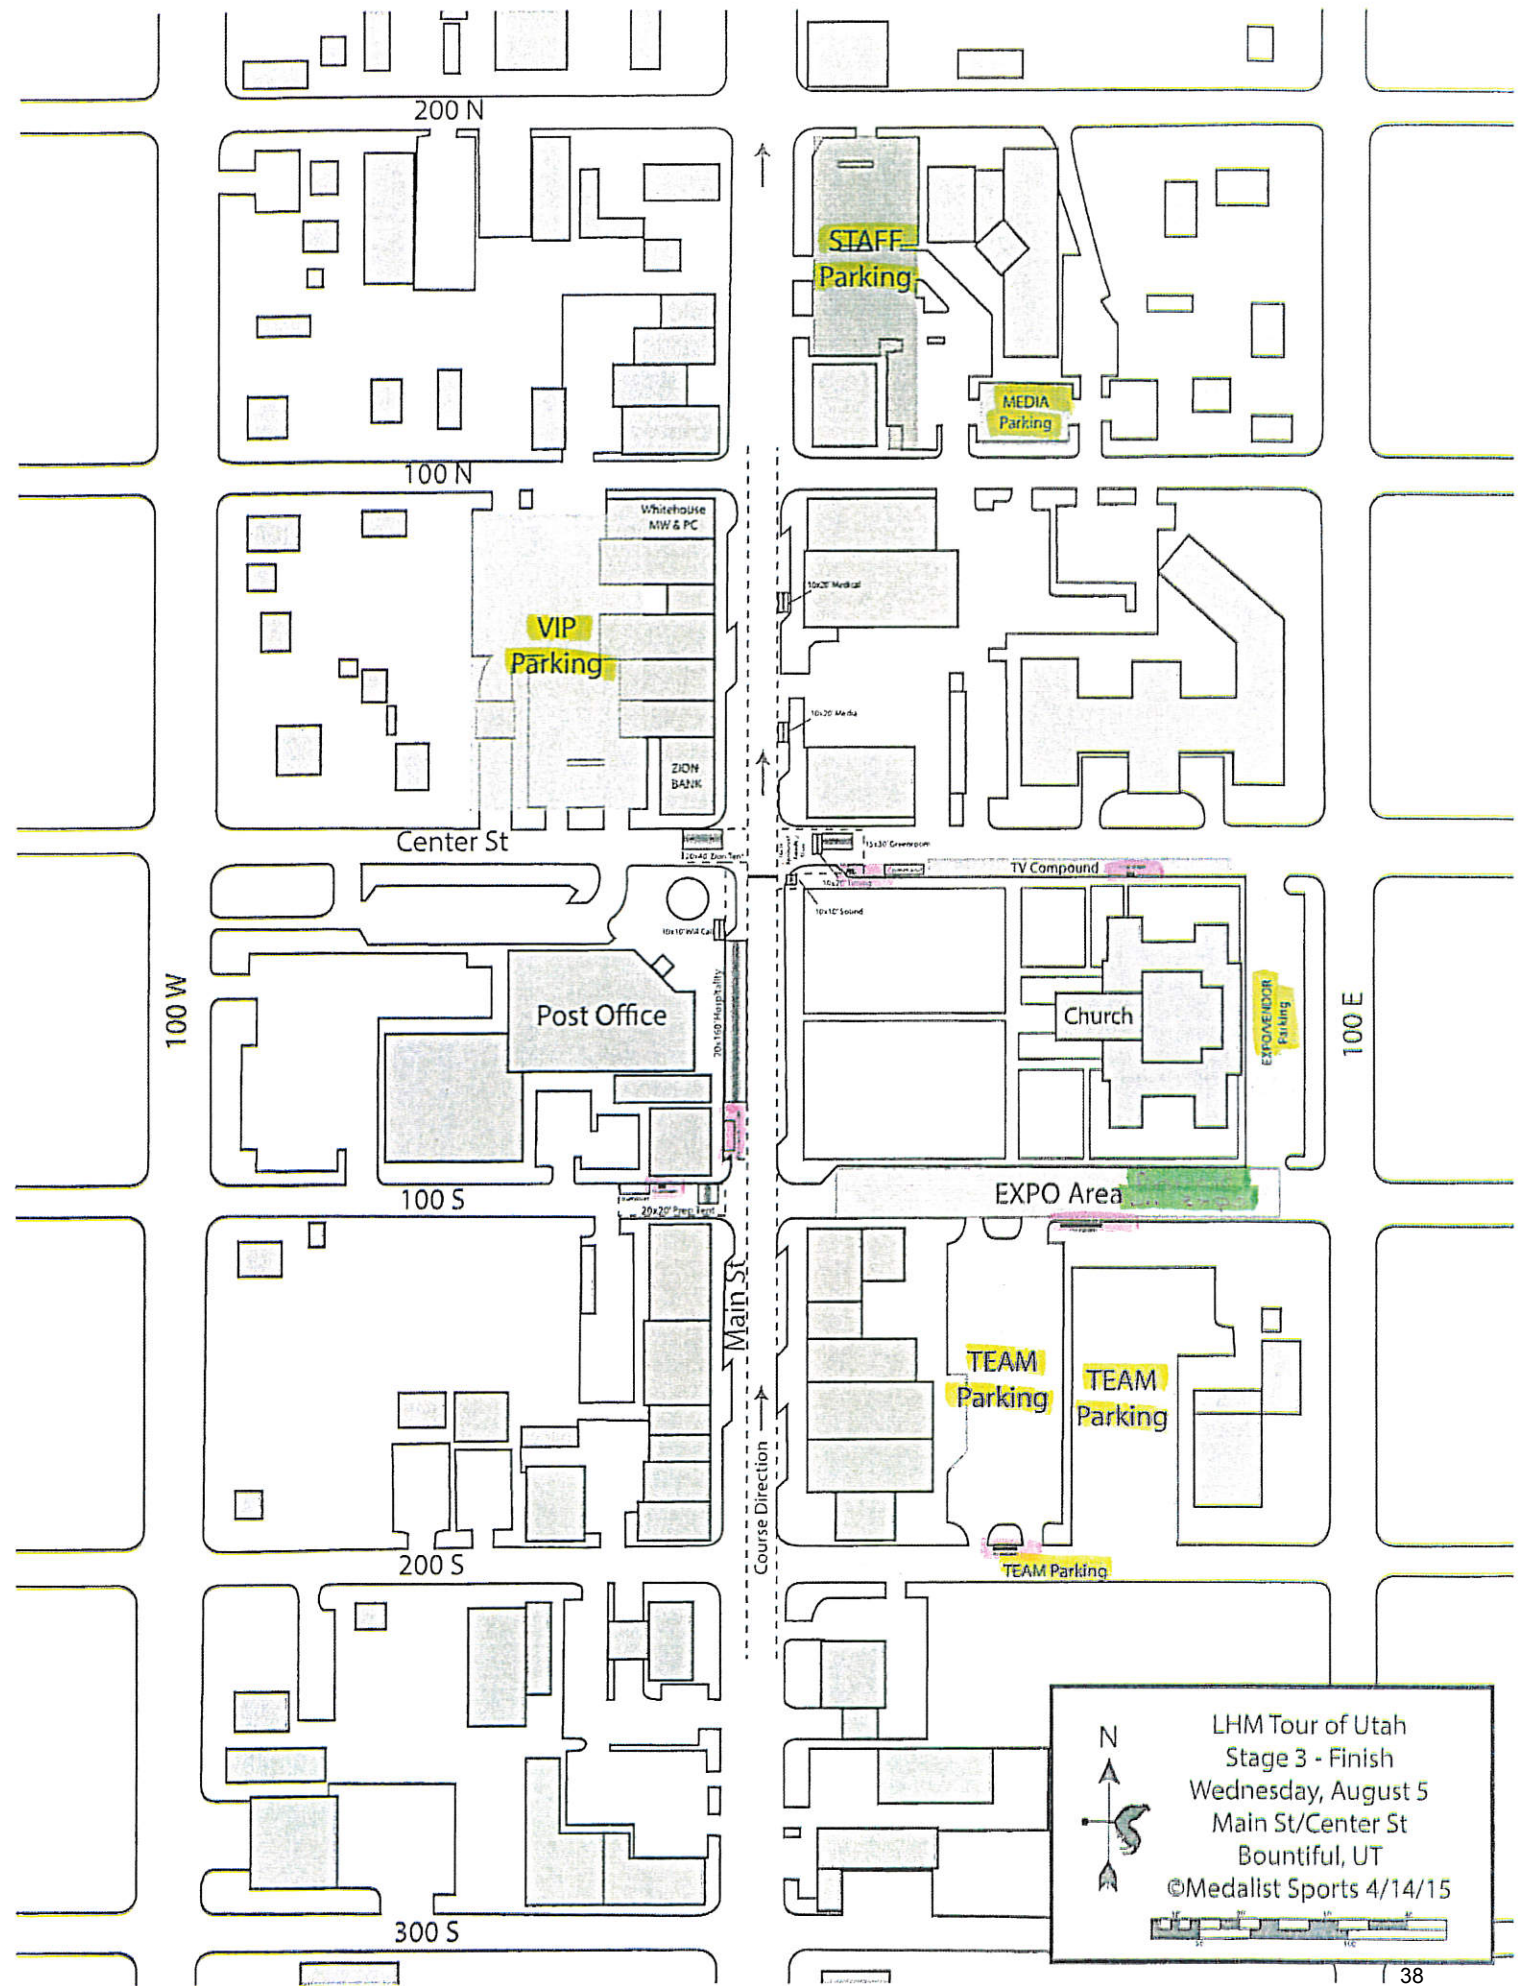 200 N
STAFF
Parking
MEDIA
Parking
100 N
Whitehouse
MW & PC
10x20' Medical
VIP
Parking
10x20' Media
ZION
BANK
Center St
20x40' Zion Tent
15x30' Greenroom
TV Compound
10x20' Timing
10x10' Sound
10x10' Will Call
20x160' Hospitality
Post Office
Church
EXPO/VENDOR
Parking
100 W
100 E
100 S
EXPO Area
20x20' Prep Tent
Main St
TEAM
Parking
TEAM
Parking
Course Direction
200 S
TEAM Parking
N
LHM Tour of Utah
Stage 3 - Finish
Wednesday, August 5
Main St/Center St
Bountiful, UT
©Medalist Sports 4/14/15
300 S
38